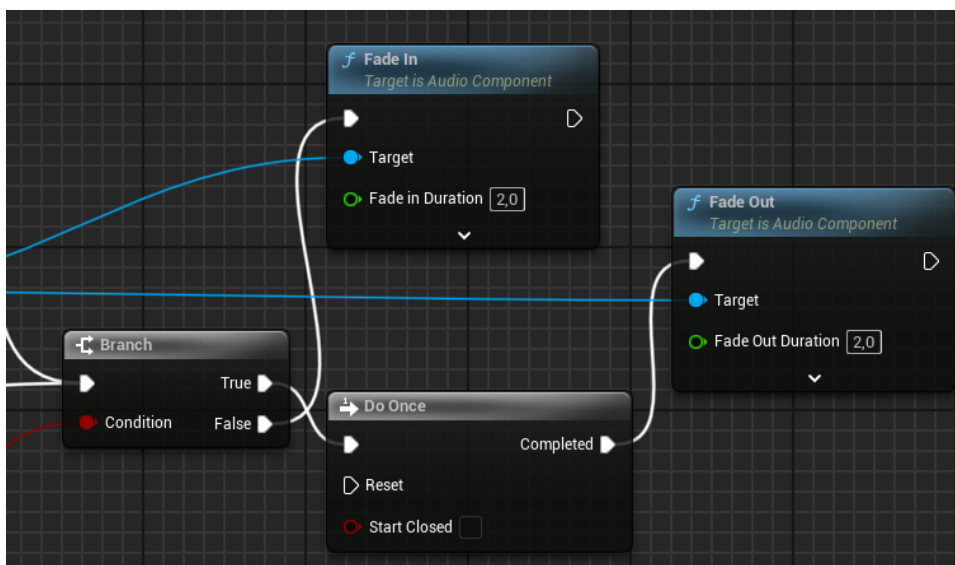 f Fade In
Target is Audio Component
Target
Fade in Duration 2,0
f Fade Out
Target is Audio Component
Target
Fade Out Duration 2,0
Branch
True
Condition False
1 Do Once
Completed
Reset
Start Closed